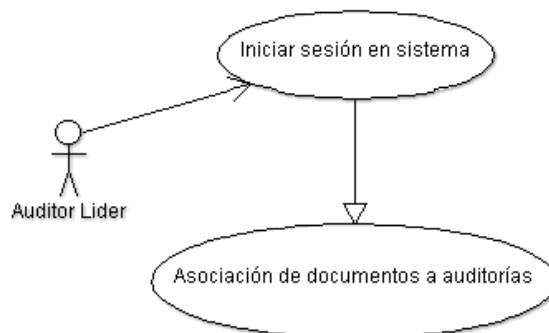 Iniciar sesión en sistema
Auditor Lider
Asociación de documentos a auditorías